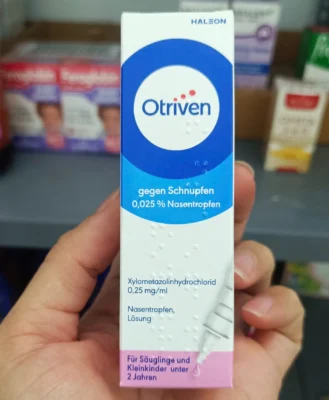 HALEON
Otriven
gegen Schnupfen
0,025 % Nasentropfen
Xylometazolinhydrochlorid
0,25 mg/ml
Nasentropfen,
Lösung
Für Säuglinge und
Kleinkinder unter
2 Jahren